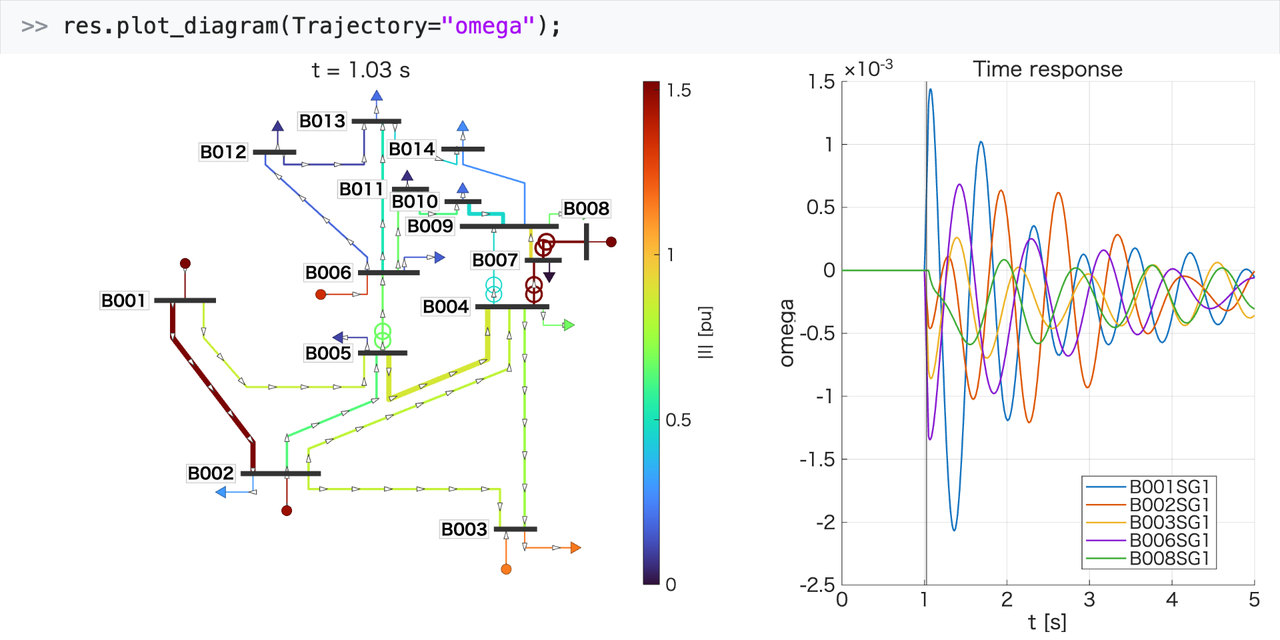 >> res.plot_diagram(Trajectory="omega");
t = 1.03 s
B013
B012
B014
B011
B010
B009
B008
B007
B006
B001
B004
B005
B002
B003
1.5
1
0.5
0
|I| [pu]
×10⁻³
Time response
1.5
1
0.5
0
-0.5
-1
-1.5
-2
-2.5
omega
0 1 2 3 4 5
t [s]
B001SG1
B002SG1
B003SG1
B006SG1
B008SG1